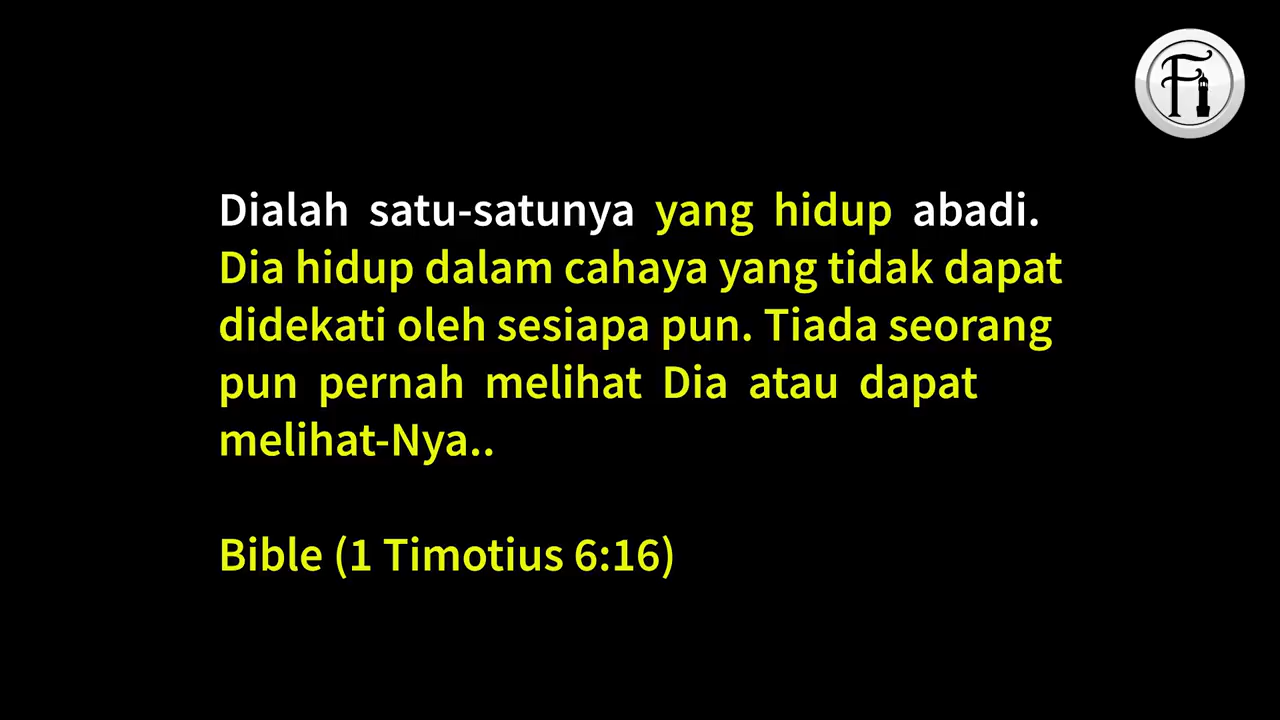 Fi
Dialah satu-satunya yang hidup abadi.
Dia hidup dalam cahaya yang tidak dapat
didekati oleh sesiapa pun. Tiada seorang
pun pernah melihat Dia atau dapat
melihat-Nya..
Bible (1 Timotius 6:16)